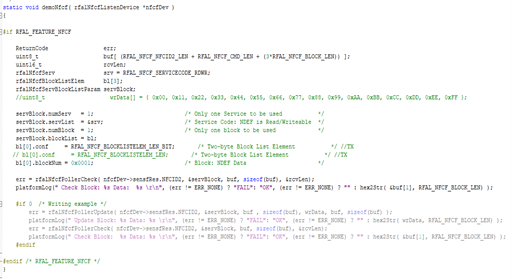 static void demoNfcf( rfalNfcfListenDevice *nfcfDev )
{
#if RFAL_FEATURE_NFCF
ReturnCode err;
uint8_t buf[ (RFAL_NFCF_NFCID2_LEN + RFAL_NFCF_CMD_LEN + (3*RFAL_NFCF_BLOCK_LEN)) ];
uint16_t rcvLen;
rfalNfcfServ srv = RFAL_NFCF_SERVICECODE_RDWR;
rfalNfcfBlockListElem bl[3];
rfalNfcfServBlockListParam servBlock;
//uint8_t wrData[] = { 0x00, 0x11, 0x22, 0x33, 0x44, 0x55, 0x66, 0x77, 0x88, 0x99, 0xAA, 0xBB, 0xCC, 0xDD, 0xEE, 0xFF };
servBlock.numServ = 1; /* Only one Service to be used */
servBlock.servList = &srv; /* Service Code: NDEF is Read/Writeable */
servBlock.numBlock = 1; /* Only one block to be used */
servBlock.blockList = bl;
bl[0].conf = RFAL_NFCF_BLOCKLISTELEM_LEN_BIT; /* Two-byte Block List Element */ //TX
// bl[0].conf = RFAL_NFCF_BLOCKLISTELEM_LEN; /* Two-byte Block List Element */ //TX
bl[0].blockNum = 0x0001; /* Block: NDEF Data */
err = rfalNfcfPollerCheck( nfcfDev->sensfRes.NFCID2, &servBlock, buf, sizeof(buf), &rcvLen);
platformLog(" Check Block: %s Data: %s \r\n", (err != ERR_NONE) ? "FAIL": "OK", (err != ERR_NONE) ? "" : hex2Str( &buf[1], RFAL_NFCF_BLOCK_LEN) );
#if 0 /* Writing example */
err = rfalNfcfPollerUpdate( nfcfDev->sensfRes.NFCID2, &servBlock, buf, sizeof(buf), wrData, buf, sizeof(buf) );
platformLog(" Update Block: %s Data: %s \r\n", (err != ERR_NONE) ? "FAIL": "OK", (err != ERR_NONE) ? "" : hex2Str( wrData, RFAL_NFCF_BLOCK_LEN) );
err = rfalNfcfPollerCheck( nfcfDev->sensfRes.NFCID2, &servBlock, buf, sizeof(buf), &rcvLen);
platformLog(" Check Block: %s Data: %s \r\n", (err != ERR_NONE) ? "FAIL": "OK", (err != ERR_NONE) ? "" : hex2Str( &buf[1], RFAL_NFCF_BLOCK_LEN) );
#endif
#endif /* RFAL_FEATURE_NFCF */
}